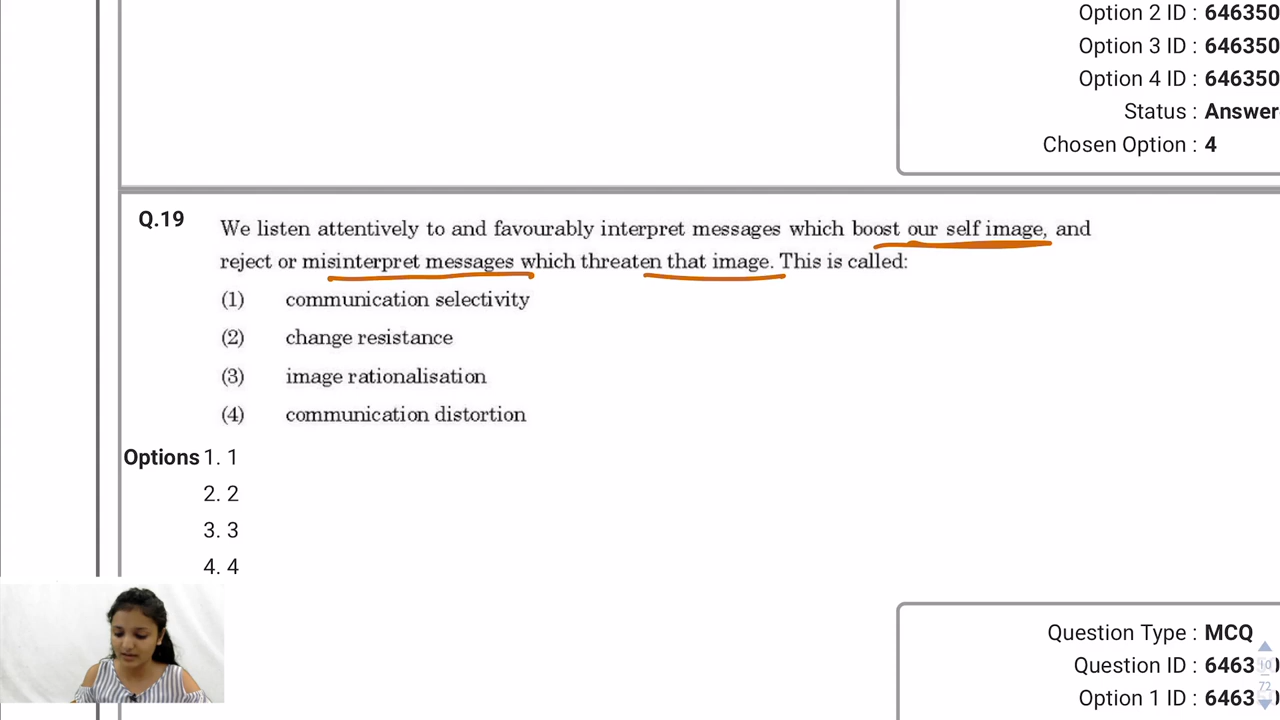 Option 2 ID : 646350
Option 3 ID : 646350
Option 4 ID : 646350
Status : Answer
Chosen Option : 4
Q.19 We listen attentively to and favourably interpret messages which boost our self image, and
reject or misinterpret messages which threaten that image. This is called:
(1) communication selectivity
(2) change resistance
(3) image rationalisation
(4) communication distortion
Options 1. 1
2. 2
3. 3
4. 4
Question Type : MCQ
Question ID : 6463
10
72
Option 1 ID : 6463